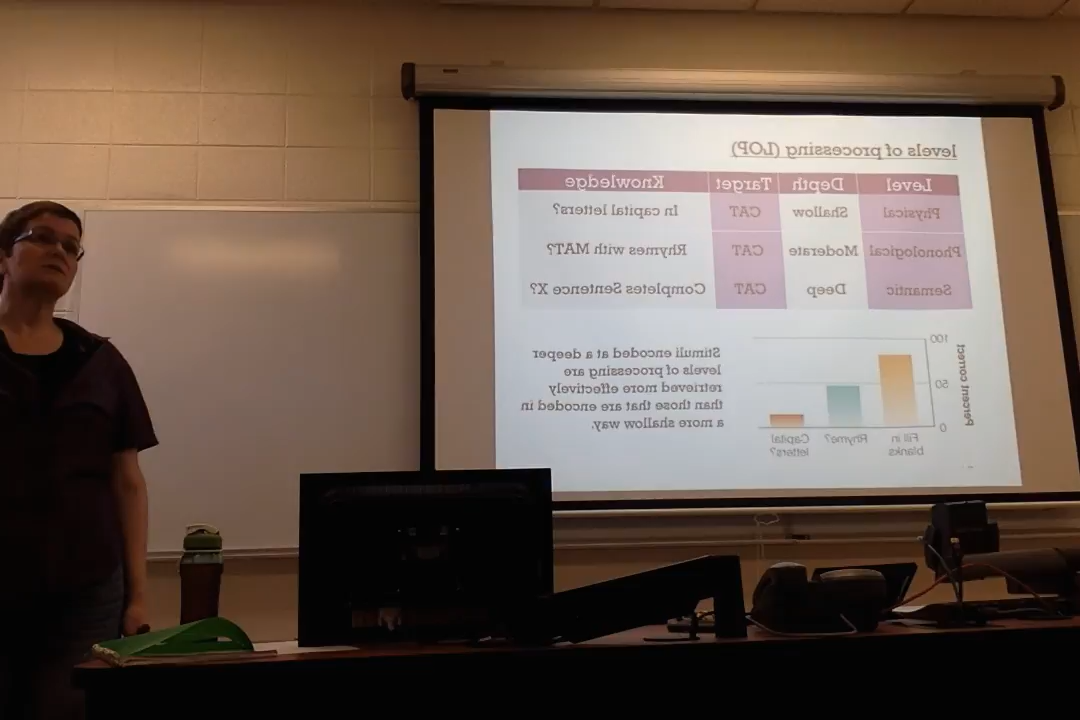 levels of processing (LOP)
Level Depth Target Knowledge
Physical Shallow CAT In capital letters?
Phonological Moderate CAT Rhymes with MAT?
Semantic Deep CAT Completes Sentence X?
Percent correct
100
50
0
Fill in
blanks
Rhyme?
Capital
letters?
Stimuli encoded at a deeper
levels of processing are
retrieved more effectively
than those that are encoded in
a more shallow way.